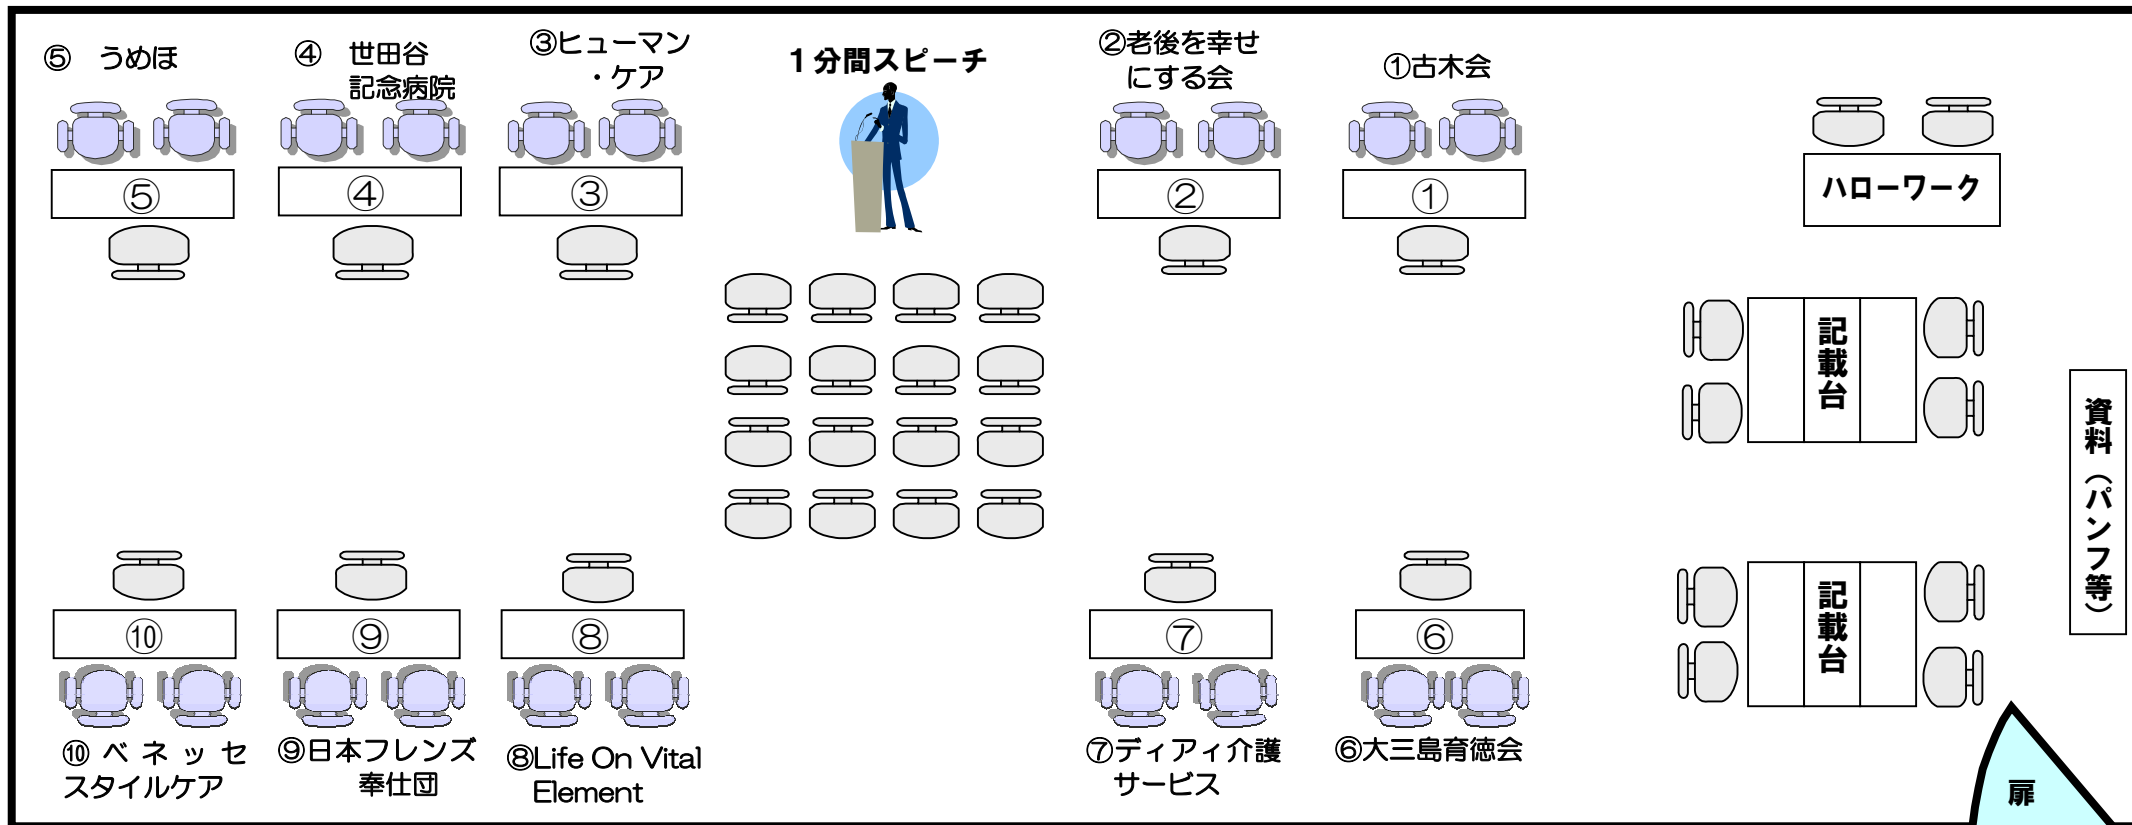 ⑤　うめほ
④　世田谷
記念病院
③ヒューマン
・ケア
１分間スピーチ
②老後を幸せ
にする会
①古木会
⑤
④
③
②
①
ハローワーク
記載台
資料（パンフ等）
記載台
⑩
⑨
⑧
⑦
⑥
⑩ ベ ネ ッ セ
スタイルケア
⑨日本フレンズ
奉仕団
⑧Life On Vital
Element
⑦ディアィ介護
サービス
⑥大三島育徳会
扉